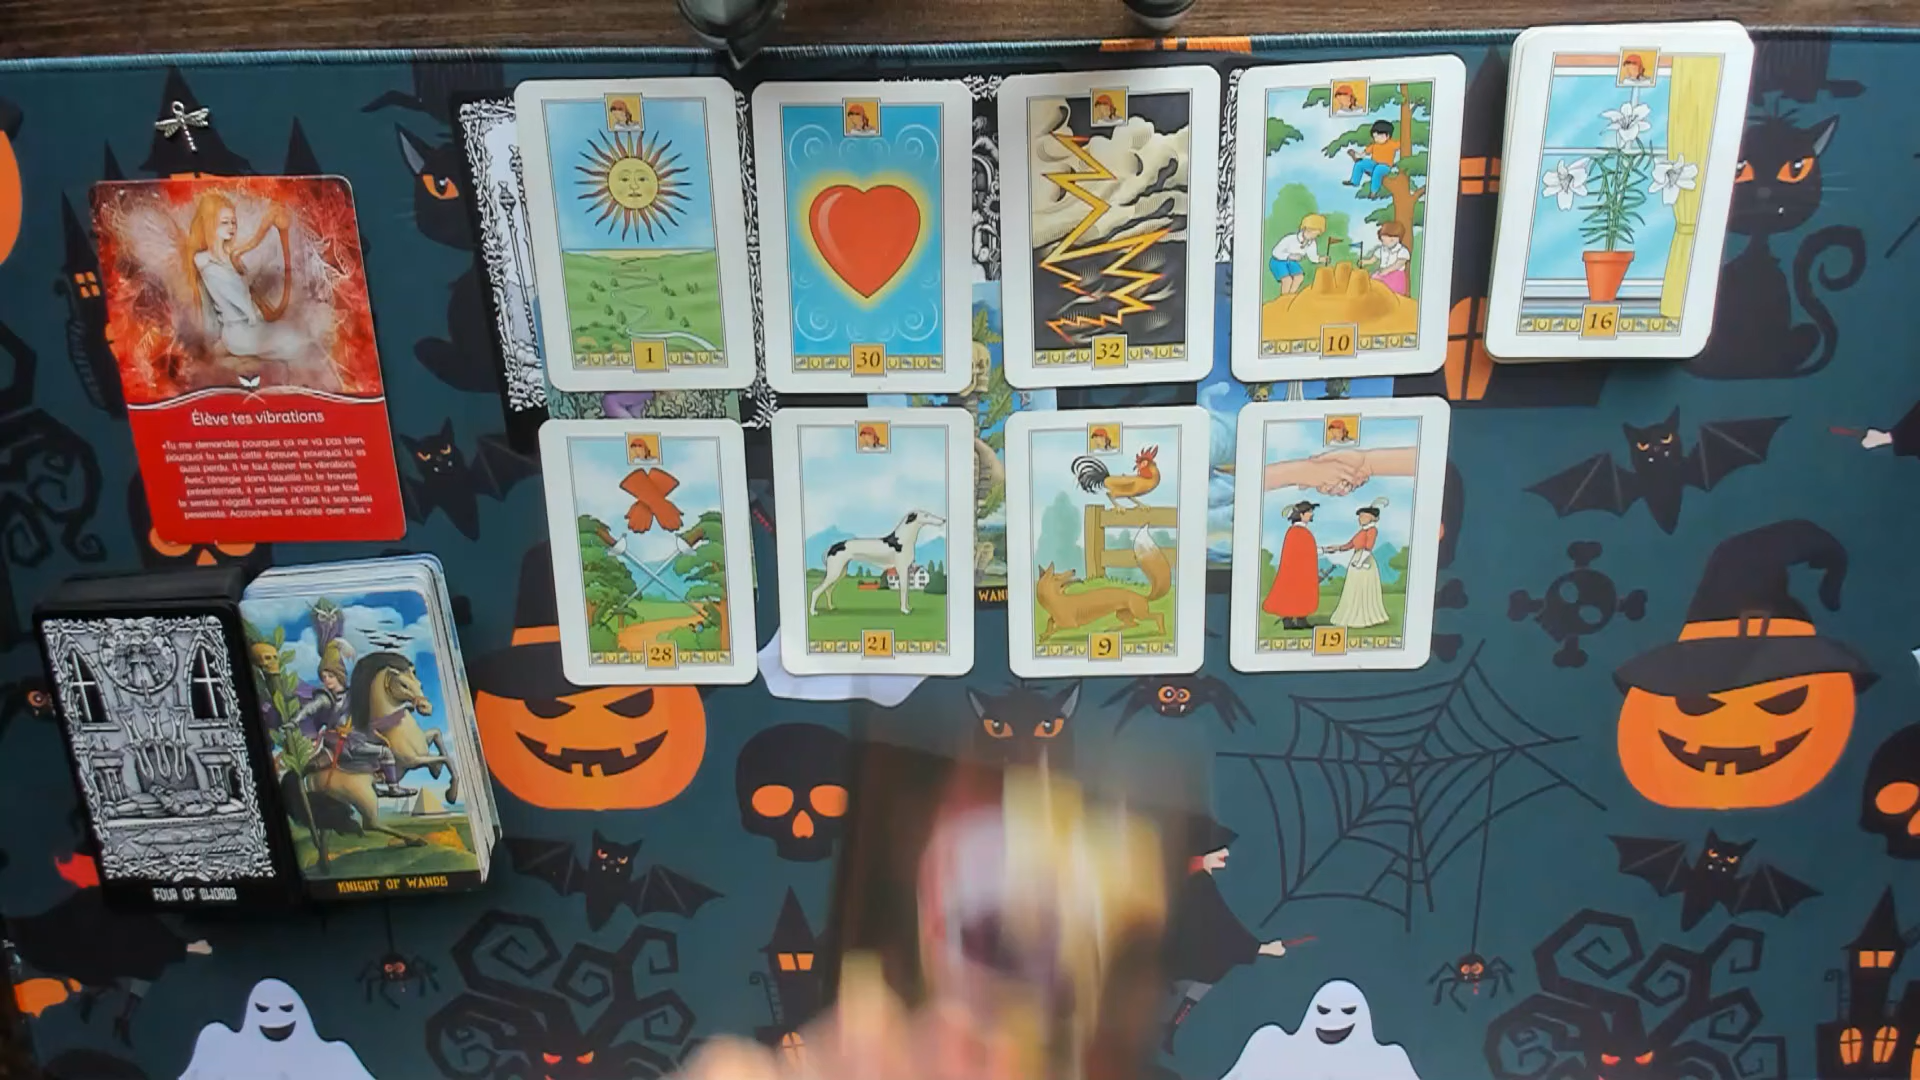 1
30
32
10
16
Élève tes vibrations
«Tu me demandes pourquoi ça ne va pas bien,
pourquoi tu subis cette épreuve, pourquoi tu es
aussi perdu. Il te faut élever tes vibrations.
Avec l'énergie dans laquelle tu te trouves
présentement, il est bien normal que tout
te semble négatif, sombre, et que tu sois aussi
pessimiste. Accroche-toi et monte avec moi.»
28
21
9
19
WAN
FOUR OF SWORDS
KNIGHT OF WANDS